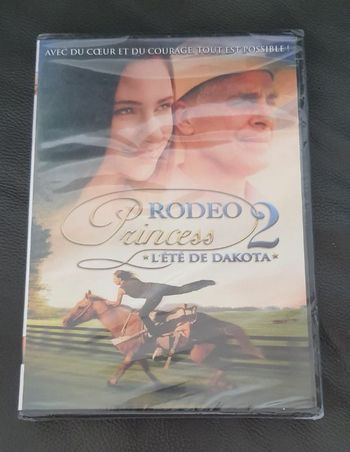 AVEC DU CŒUR ET DU COURAGE, TOUT EST POSSIBLE !
RODEO
Princess 2
★ L'ÉTÉ DE DAKOTA ★